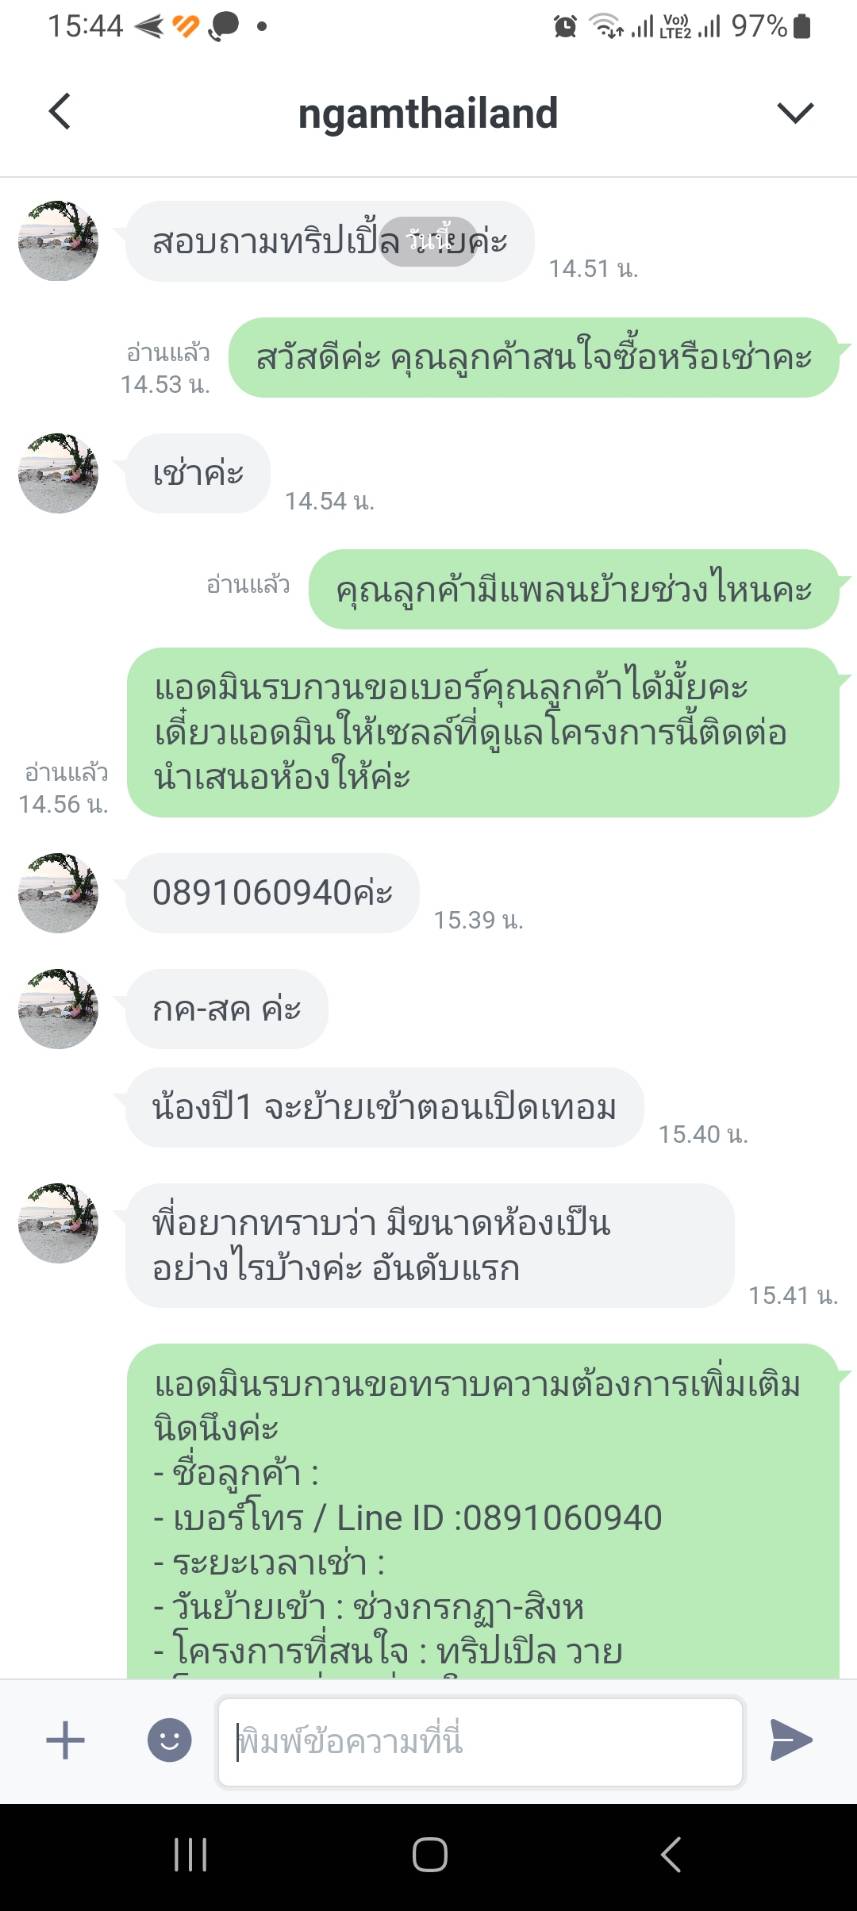 15:44
Vo)) LTE2
97%
ngamthailand
สอบถามทริปเปิ้ล วายค่ะ
วันนี้
14.51 น.
สวัสดีค่ะ คุณลูกค้าสนใจซื้อหรือเช่าคะ
อ่านแล้ว
14.53 น.
เช่าค่ะ
14.54 น.
คุณลูกค้ามีแพลนย้ายช่วงไหนคะ
อ่านแล้ว
แอดมินรบกวนขอเบอร์คุณลูกค้าได้มั้ยคะ
เดี๋ยวแอดมินให้เซลล์ที่ดูแลโครงการนี้ติดต่อ
นำเสนอห้องให้ค่ะ
อ่านแล้ว
14.56 น.
0891060940ค่ะ
15.39 น.
กค-สค ค่ะ
น้องปี1 จะย้ายเข้าตอนเปิดเทอม
15.40 น.
พี่อยากทราบว่า มีขนาดห้องเป็น
อย่างไรบ้างค่ะ อันดับแรก
15.41 น.
แอดมินรบกวนขอทราบความต้องการเพิ่มเติม
นิดนึงค่ะ
- ชื่อลูกค้า :
- เบอร์โทร / Line ID :0891060940
- ระยะเวลาเช่า :
- วันย้ายเข้า : ช่วงกรกฏา-สิงห
- โครงการที่สนใจ : ทริปเปิล วาย
พิมพ์ข้อความที่นี่